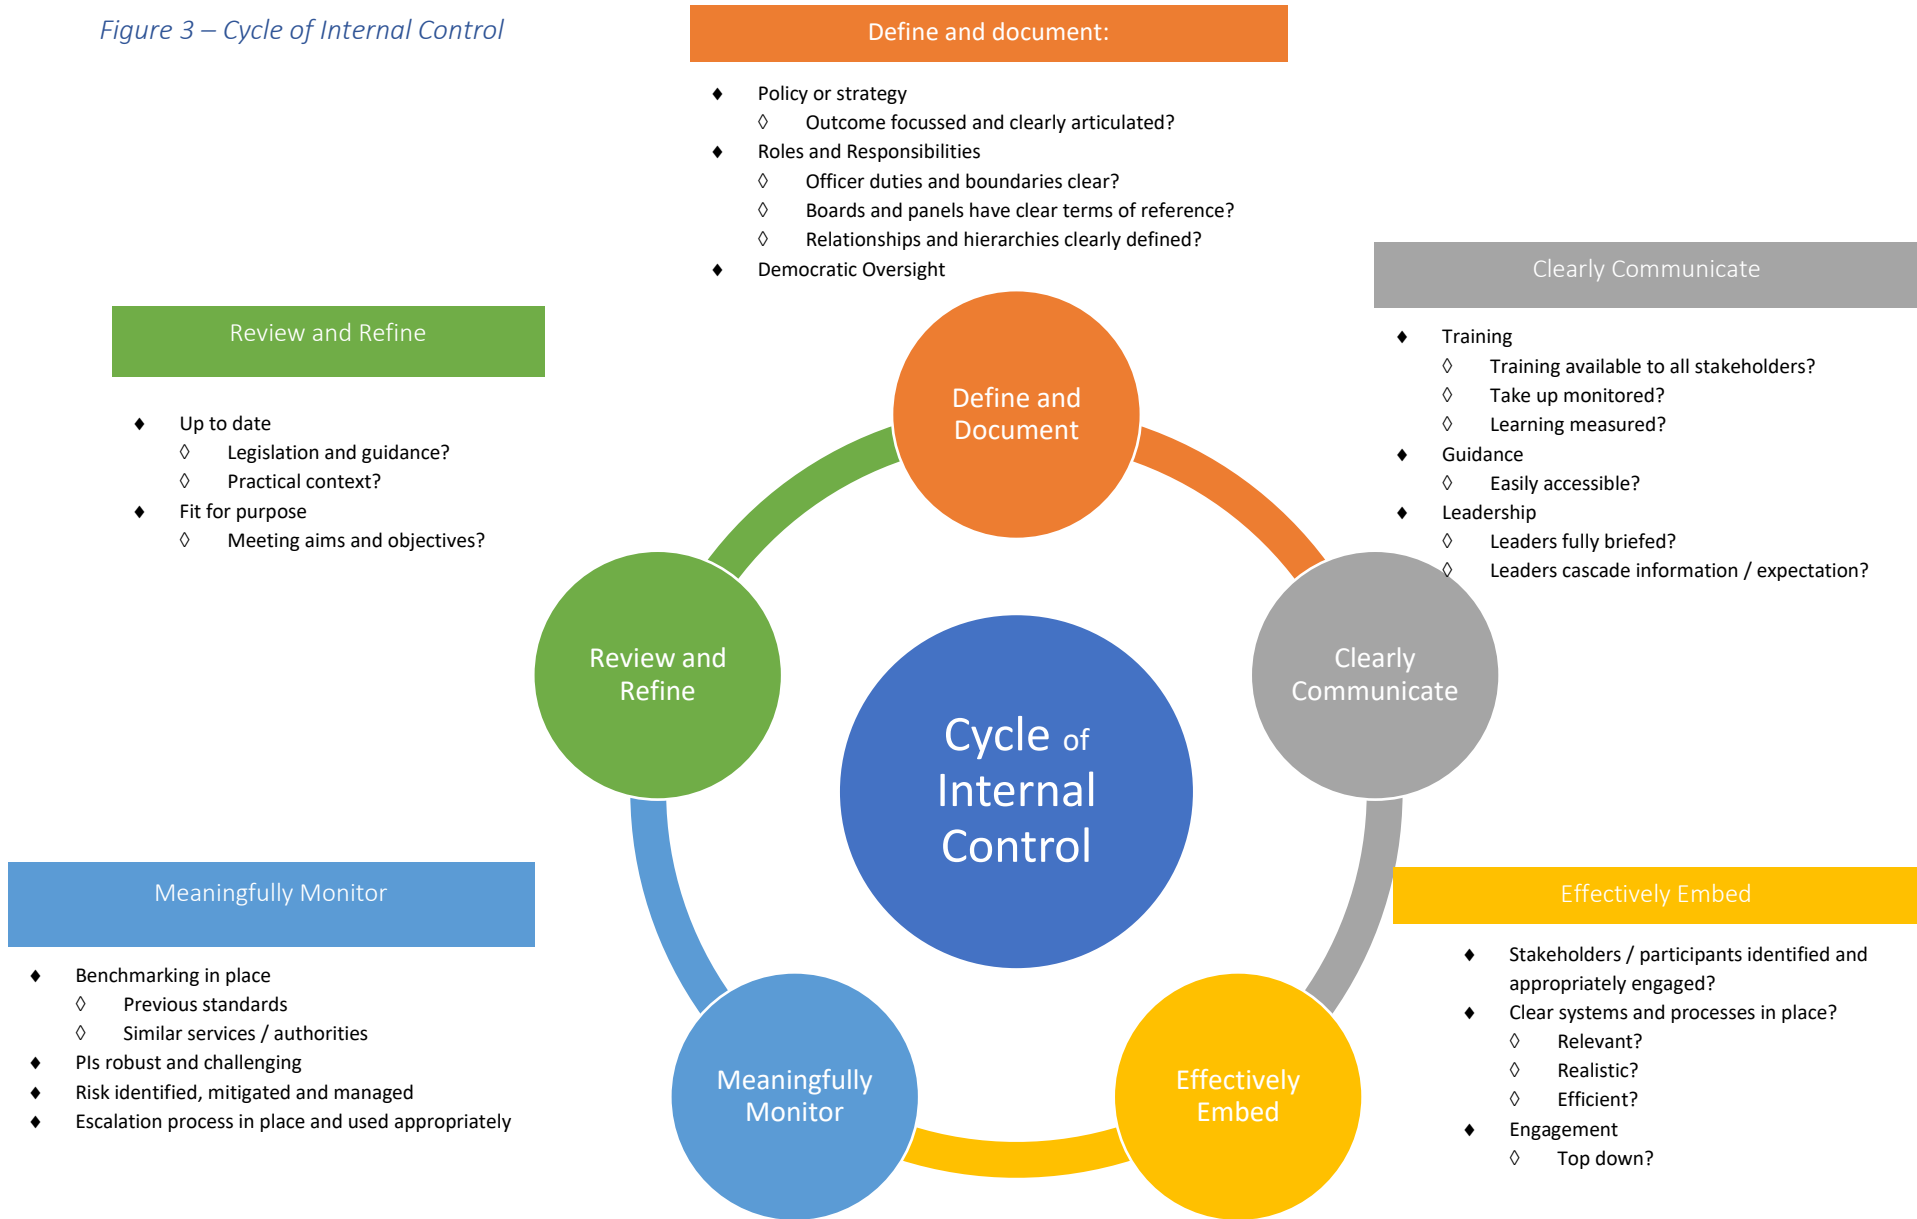 Figure 3 – Cycle of Internal Control
Define and document:
♦ Policy or strategy
◊ Outcome focussed and clearly articulated?
♦ Roles and Responsibilities
◊ Officer duties and boundaries clear?
◊ Boards and panels have clear terms of reference?
◊ Relationships and hierarchies clearly defined?
♦ Democratic Oversight
Clearly Communicate
♦ Training
◊ Training available to all stakeholders?
◊ Take up monitored?
◊ Learning measured?
♦ Guidance
◊ Easily accessible?
♦ Leadership
◊ Leaders fully briefed?
◊ Leaders cascade information / expectation?
Review and Refine
♦ Up to date
◊ Legislation and guidance?
◊ Practical context?
♦ Fit for purpose
◊ Meeting aims and objectives?
Define and
Document
Review and
Refine
Clearly
Communicate
Cycle of
Internal
Control
Meaningfully Monitor
♦ Benchmarking in place
◊ Previous standards
◊ Similar services / authorities
♦ PIs robust and challenging
♦ Risk identified, mitigated and managed
♦ Escalation process in place and used appropriately
Meaningfully
Monitor
Effectively
Embed
Effectively Embed
♦ Stakeholders / participants identified and
appropriately engaged?
♦ Clear systems and processes in place?
◊ Relevant?
◊ Realistic?
◊ Efficient?
♦ Engagement
◊ Top down?